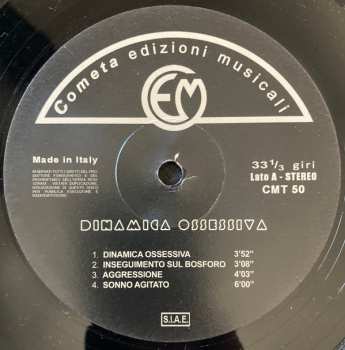 Cometa edizioni musicali
CEM
Made in Italy
33 1/3 giri
Lato A - STEREO
CMT 50
DINAMICA OSSESSIVA
1. DINAMICA OSSESSIVA 3'52"
2. INSEGUIMENTO SUL BOSFORO 3'08"
3. AGGRESSIONE 4'03"
4. SONNO AGITATO 6'00"
S.I.A.E.